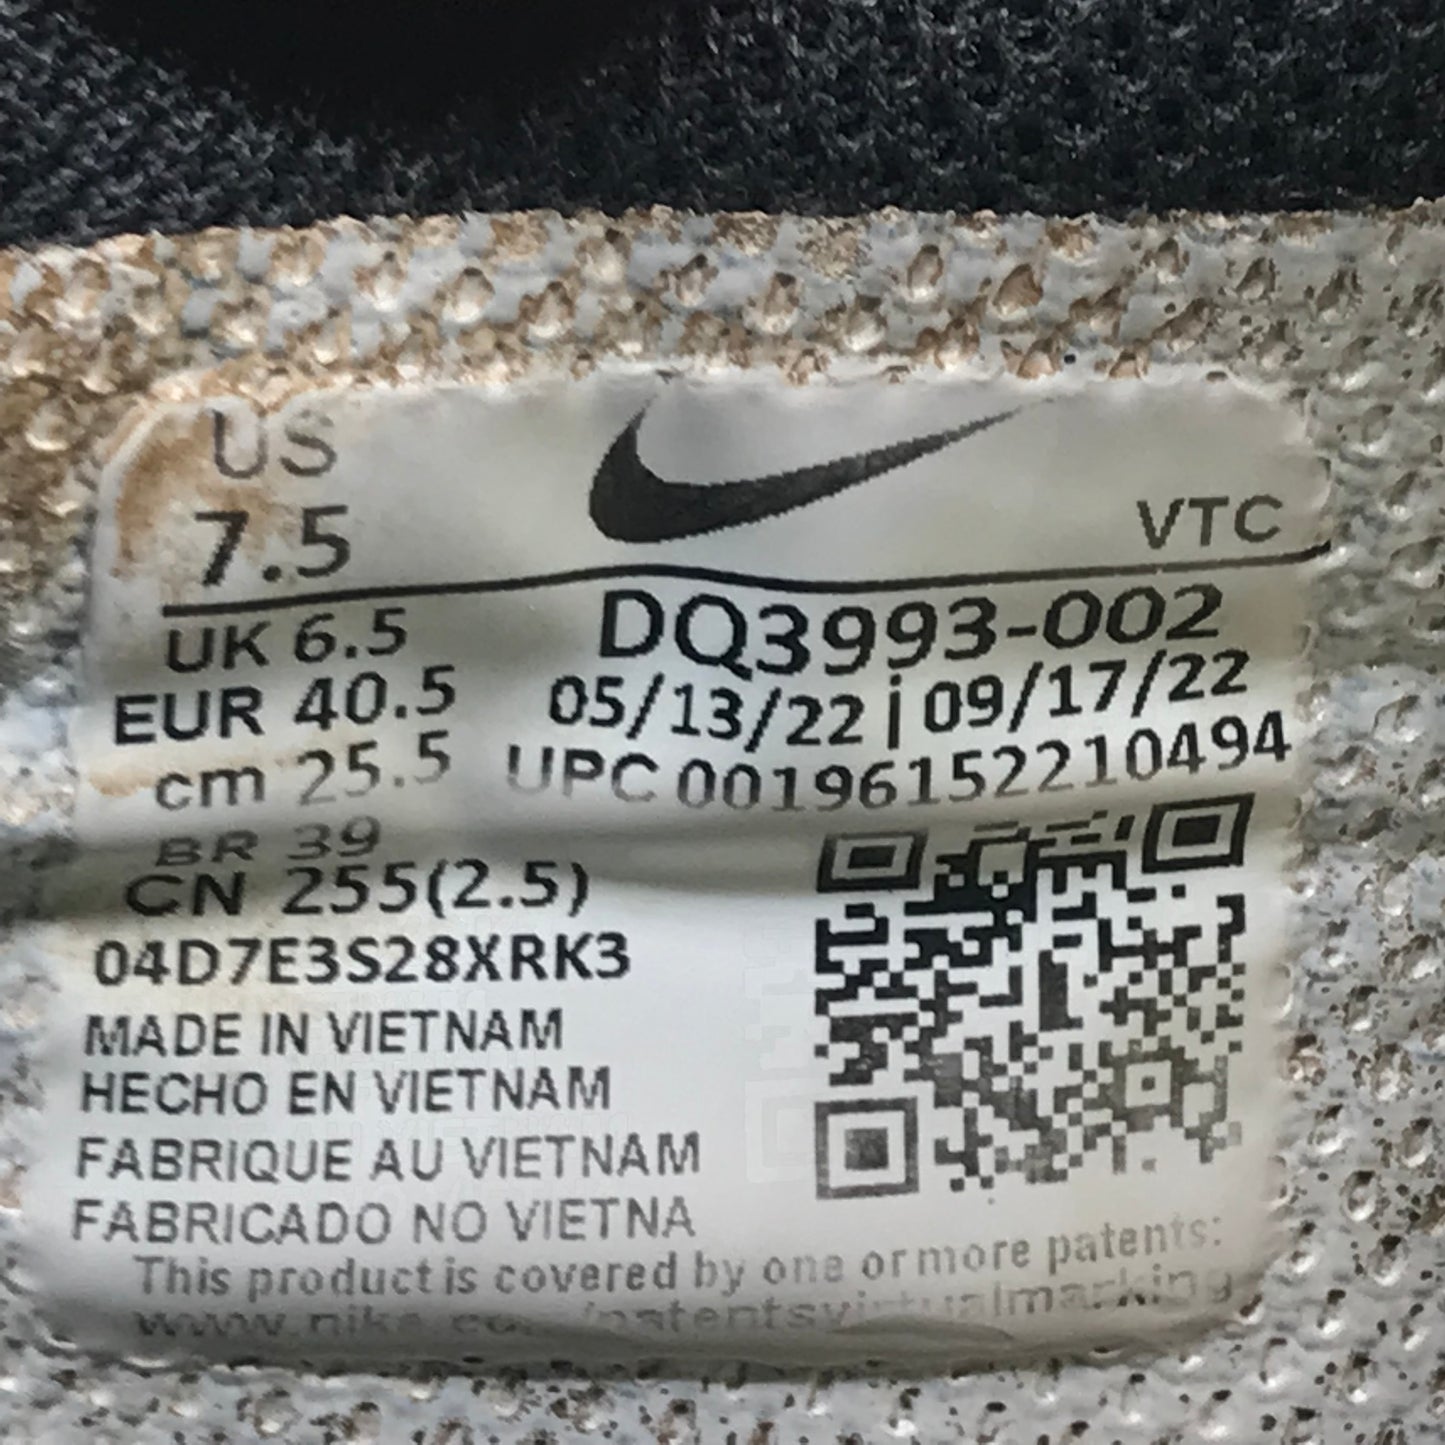 US
7.5
VTC
UK 6.5
EUR 40.5
cm 25.5
BR 39
CN 255(2.5)
DQ3993-002
05/13/22 | 09/17/22
UPC 00196152210494
04D7E3S28XRK3
MADE IN VIETNAM
HECHO EN VIETNAM
FABRIQUE AU VIETNAM
FABRICADO NO VIETNA
This product is covered by one or more patents: